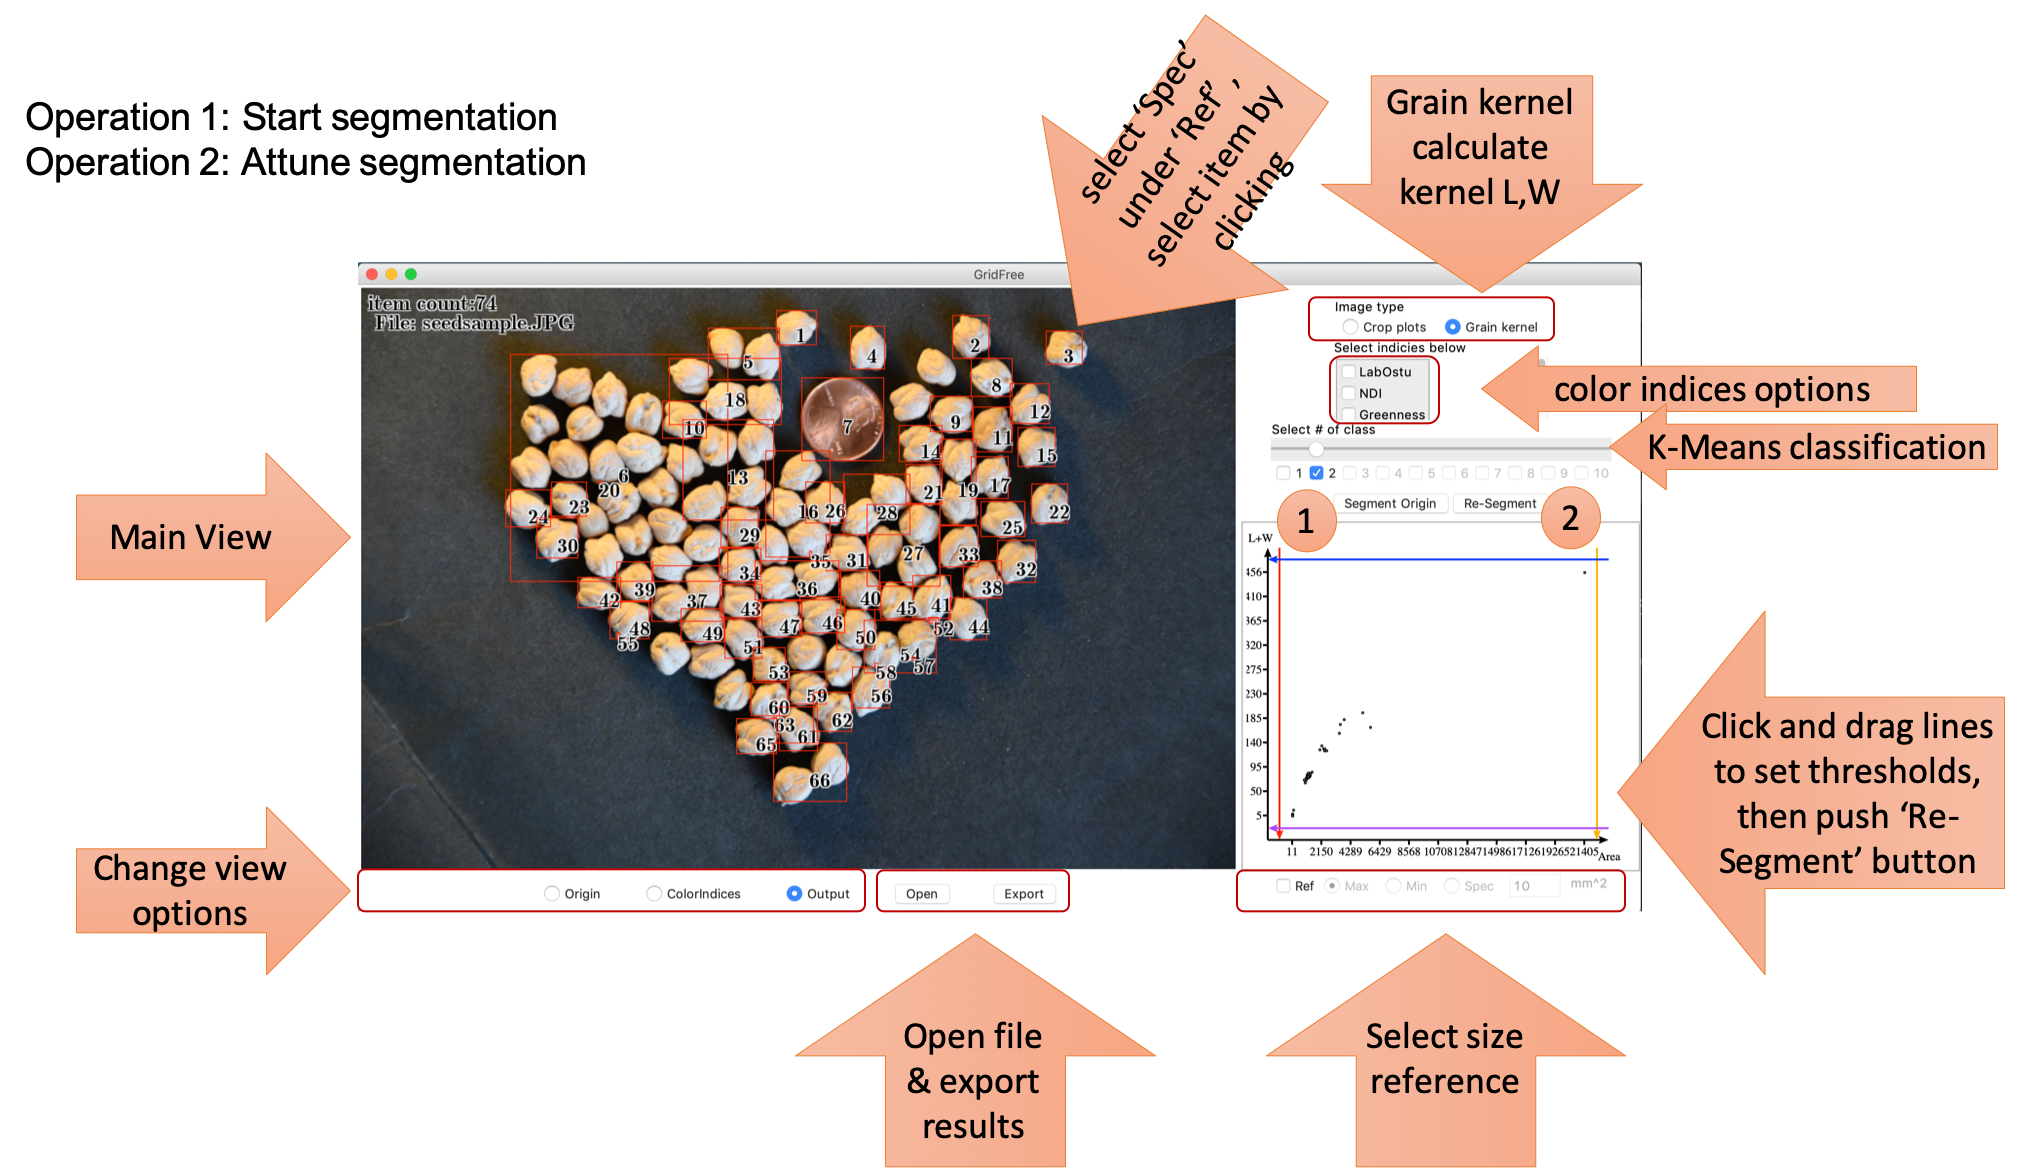 Operation 1: Start segmentation
Operation 2: Attune segmentation
select ‘Spec’
under ‘Ref’ ,
select item by
clicking
Grain kernel
calculate
kernel L,W
GridFree
item count:74
File: seedsample.JPG
1
2
3
4
5
8
12
18
7
9
10
11
14
15
6
13
20
21
19
17
23
24
16
26
28
22
25
29
30
27
33
35
31
32
34
39
36
38
42
37
43
40
45
41
48
49
47
46
52
44
55
51
50
54
57
53
58
59
56
60
63
62
65
61
66
Image type
Crop plots
Grain kernel
Select indicies below
LabOstu
NDI
Greenness
color indices options
Select # of class
K-Means classification
1 2 3 4 5 6 7 8 9 10
Segment Origin
Re-Segment
1
2
L+W
456
410
365
320
275
230
185
140
95
50
5
11 2150 4289 6429 8568 10708 12847 14986 17126 19265 21405
Area
Main View
Change view
options
Click and drag lines
to set thresholds,
then push ‘Re-
Segment’ button
Origin
ColorIndices
Output
Open
Export
Ref
Max
Min
Spec
10
mm^2
Open file
& export
results
Select size
reference